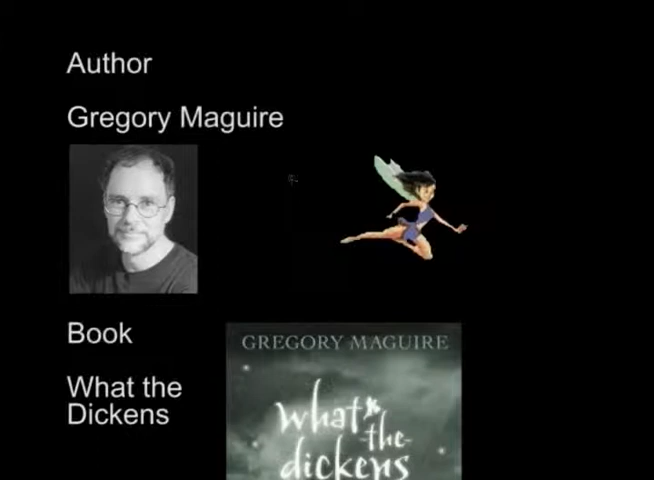 Author
Gregory Maguire
Book
What the
Dickens
GREGORY MAGUIRE
what
-the-
dickens